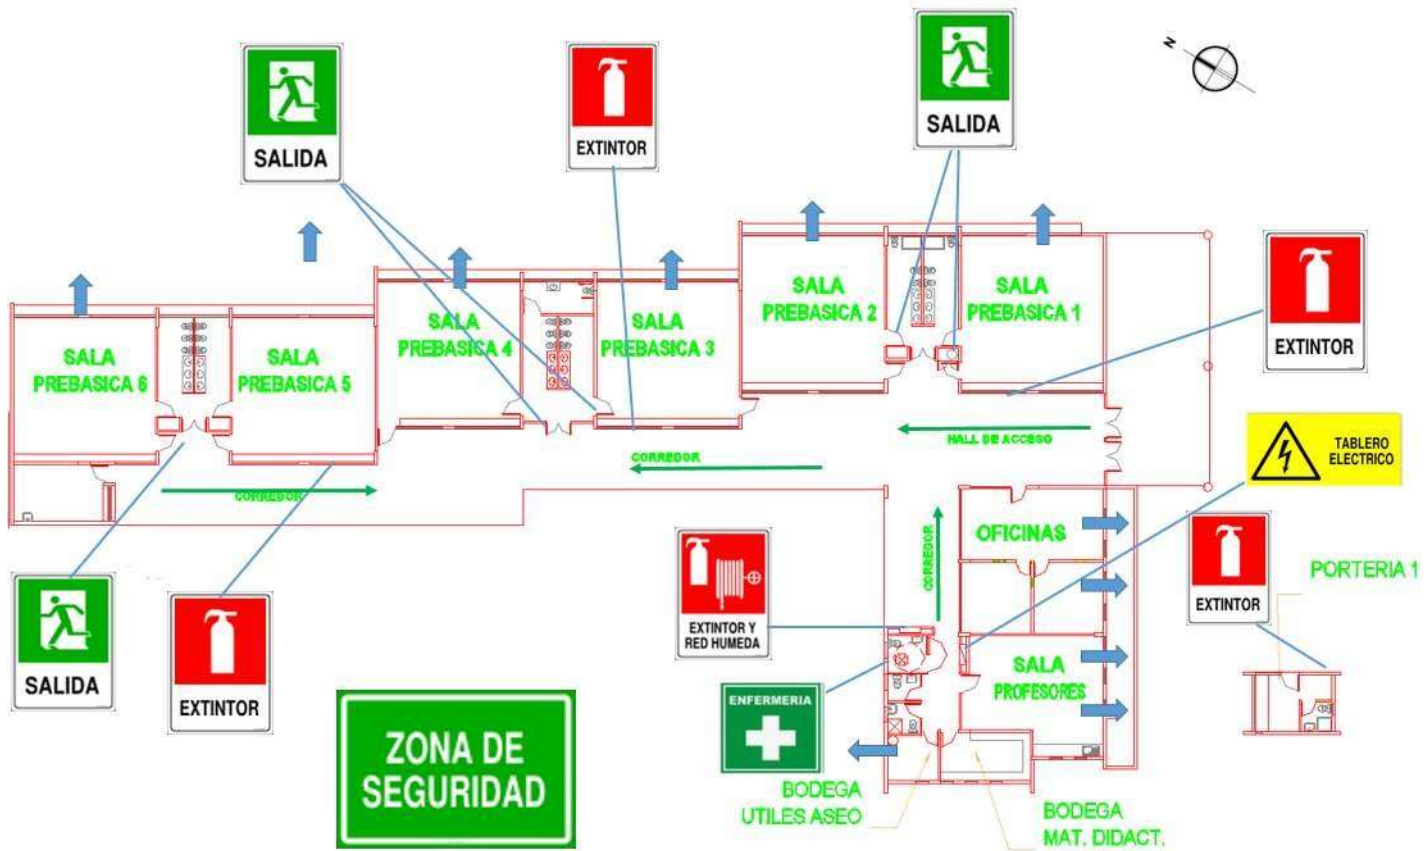 N
SALIDA
EXTINTOR
SALIDA
EXTINTOR
SALA
PREBASICA 2
SALA
PREBASICA 1
SALA
PREBASICA 4
SALA
PREBASICA 3
SALA
PREBASICA 6
SALA
PREBASICA 5
HALL DE ACCESO
CORREDOR
CORREDOR
TABLERO
ELECTRICO
OFICINAS
CORREDOR
EXTINTOR
PORTERIA 1
SALIDA
EXTINTOR
EXTINTOR Y
RED HUMEDA
SALA
PROFESORES
ENFERMERIA
ZONA DE
SEGURIDAD
BODEGA
UTILES ASEO
BODEGA
MAT. DIDACT.